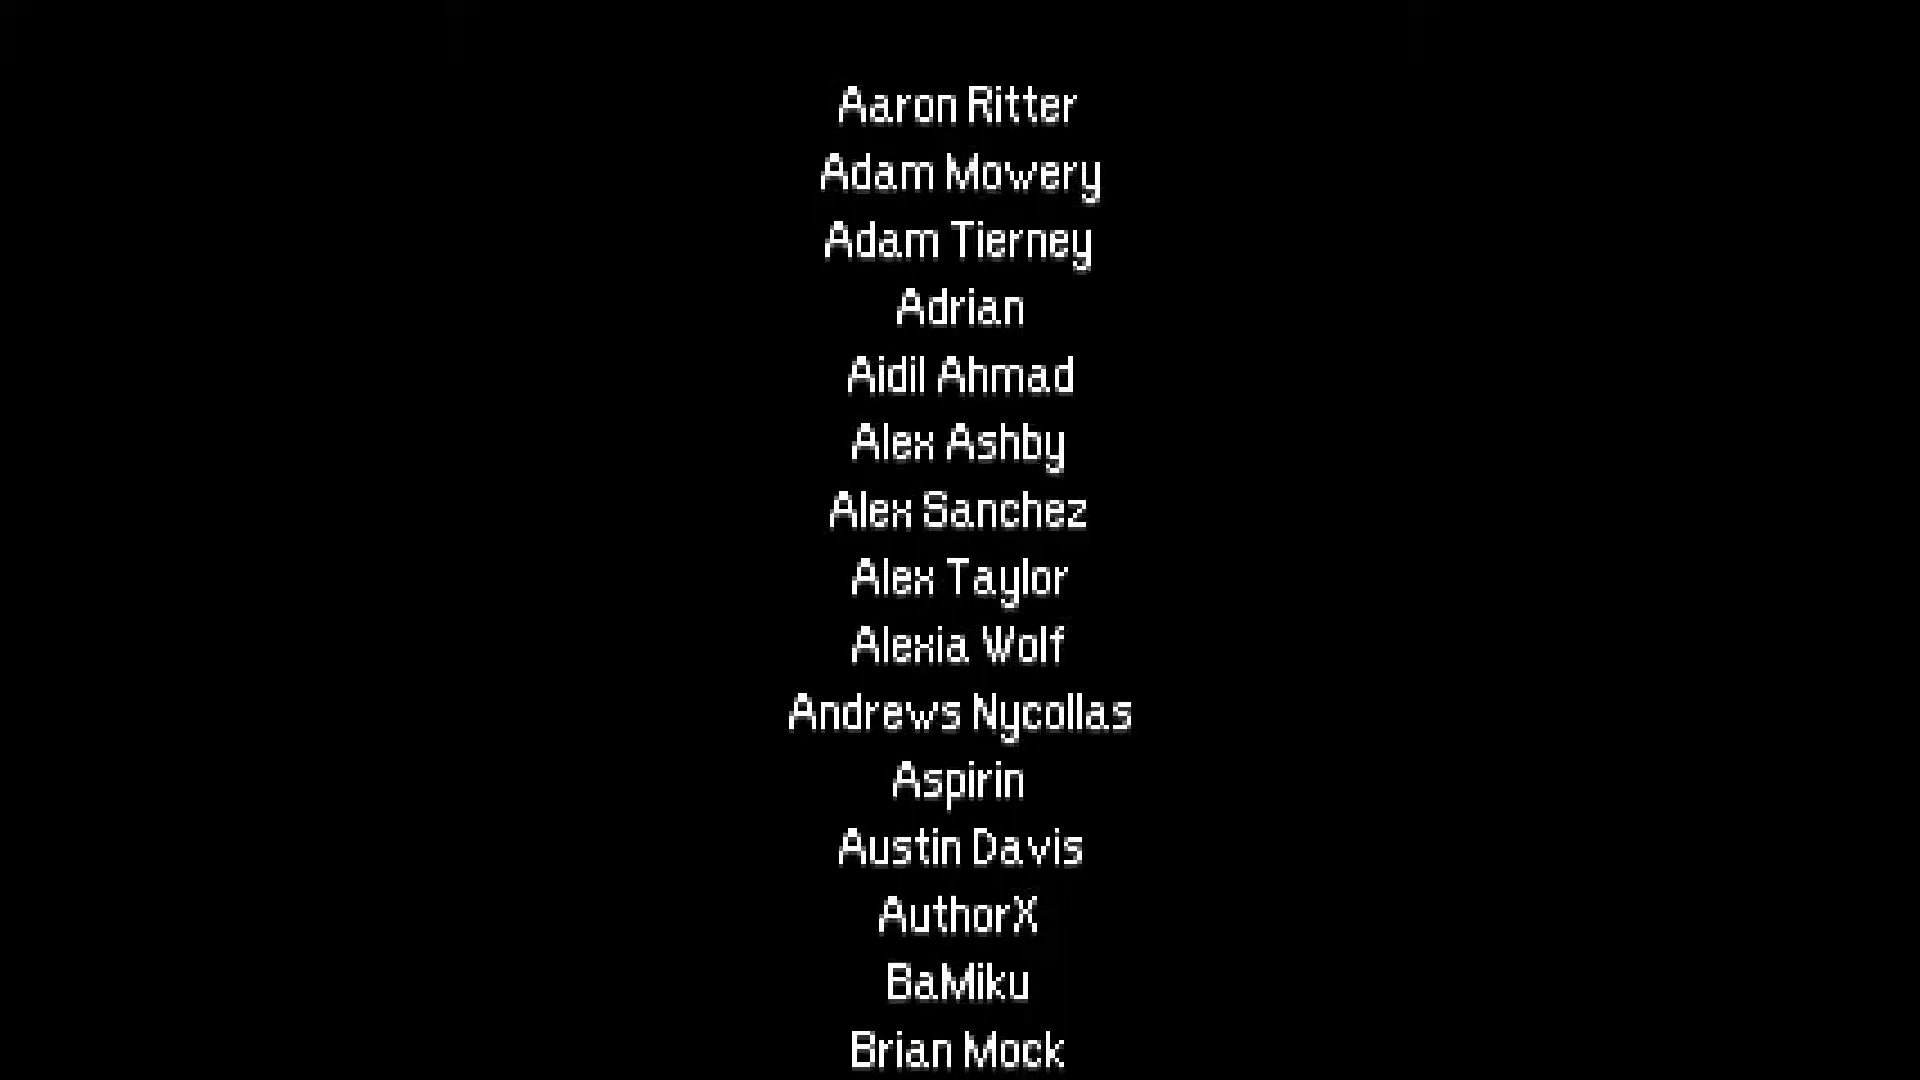 Aaron Ritter
Adam Mowery
Adam Tierney
Adrian
Aidil Ahmad
Alex Ashby
Alex Sanchez
Alex Taylor
Alexia Wolf
Andrews Nycollas
Aspirin
Austin Davis
AuthorX
BaMiku
Brian Mock